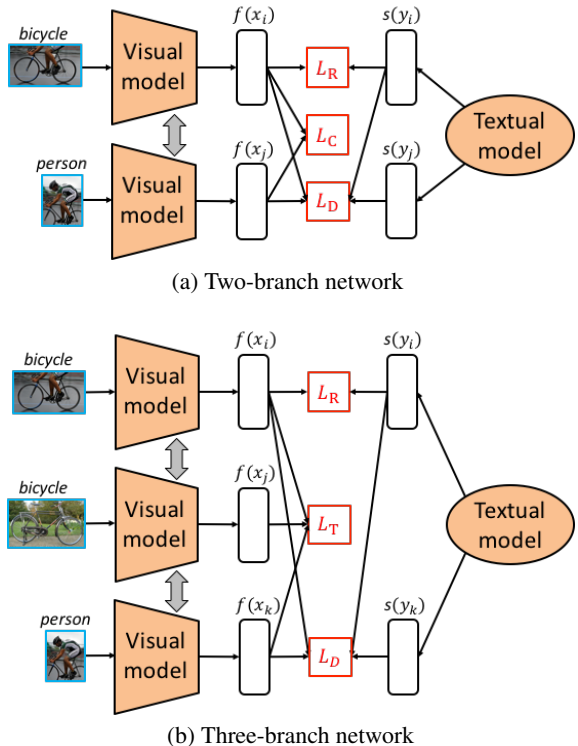 bicycle
Visual
model
f(x_i)
L_R
s(y_i)
L_C
Textual
model
person
Visual
model
f(x_j)
L_D
s(y_j)
(a) Two-branch network
bicycle
Visual
model
f(x_i)
L_R
s(y_i)
bicycle
Visual
model
f(x_j)
L_T
Textual
model
person
Visual
model
f(x_k)
L_D
s(y_k)
(b) Three-branch network